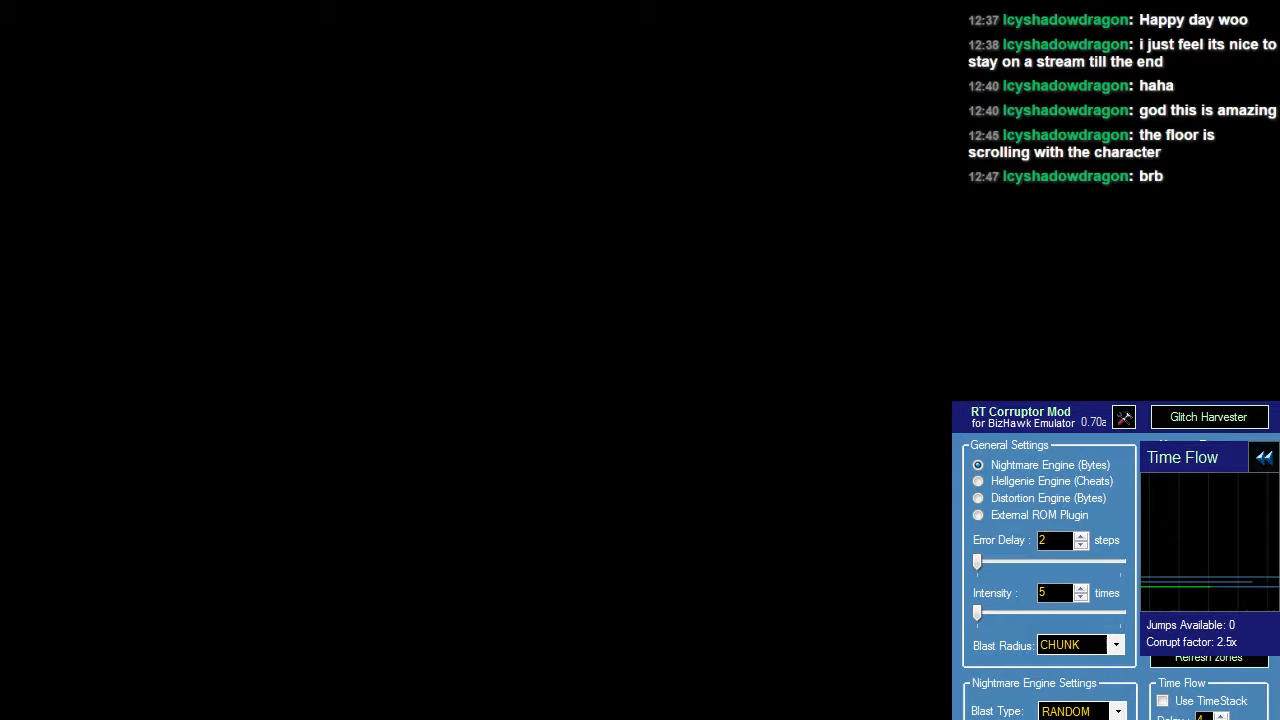 12:37 Icyshadowdragon: Happy day woo
12:38 Icyshadowdragon: i just feel its nice to
stay on a stream till the end
12:40 Icyshadowdragon: haha
12:40 Icyshadowdragon: god this is amazing
12:45 Icyshadowdragon: the floor is
scrolling with the character
12:47 Icyshadowdragon: brb
RT Corruptor Mod
for BizHawk Emulator 0.70a
Glitch Harvester
General Settings
Nightmare Engine (Bytes)
Hellgenie Engine (Cheats)
Distortion Engine (Bytes)
External ROM Plugin
Error Delay : 2 steps
Intensity : 5 times
Blast Radius: CHUNK
Time Flow
Jumps Available: 0
Corrupt factor: 2.5x
Refresh zones
Nightmare Engine Settings
Blast Type: RANDOM
Time Flow
Use TimeStack